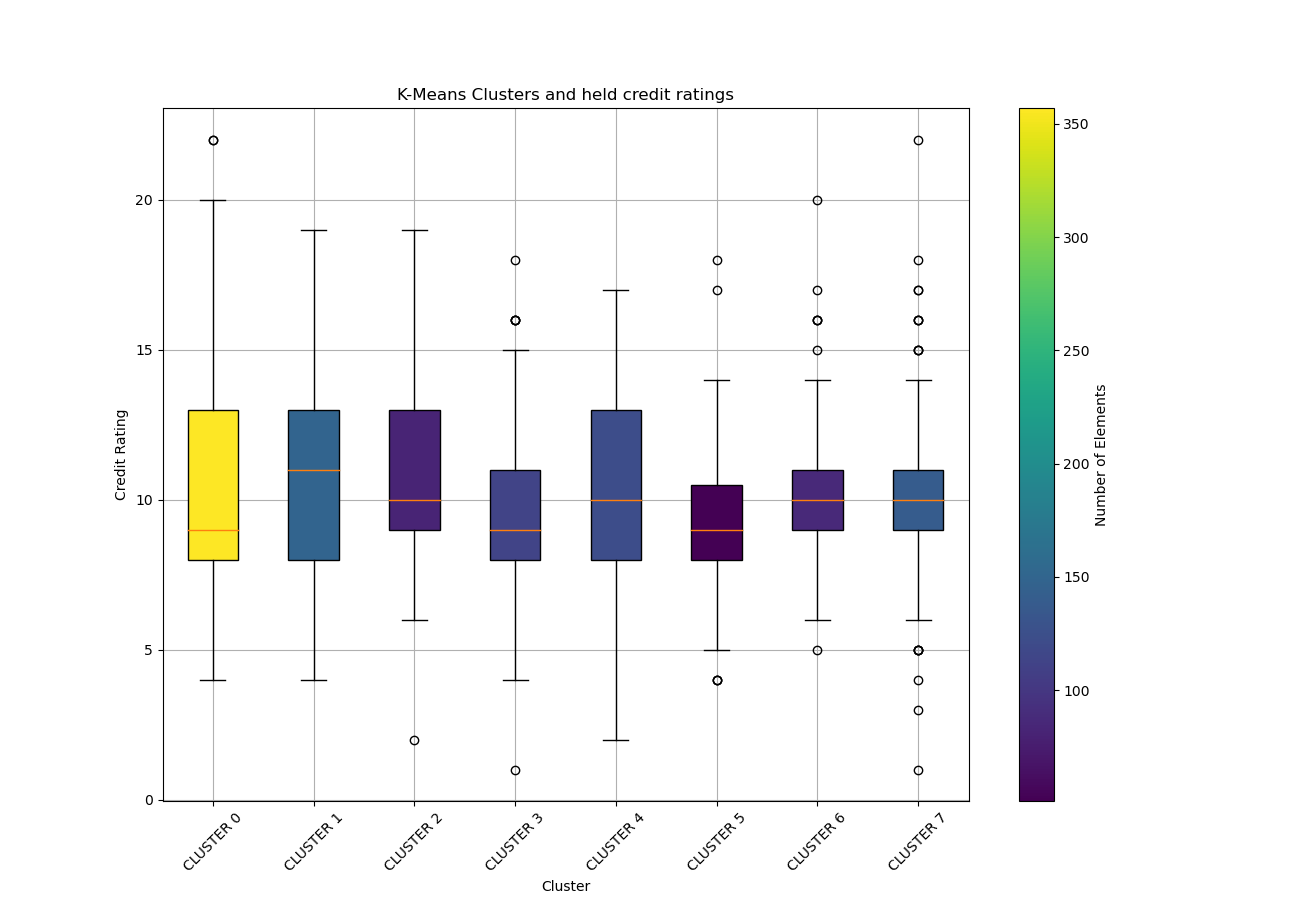 K-Means Clusters and held credit ratings
Credit Rating
20
15
10
5
0
CLUSTER 0
CLUSTER 1
CLUSTER 2
CLUSTER 3
CLUSTER 4
CLUSTER 5
CLUSTER 6
CLUSTER 7
Cluster
350
300
250
200
150
100
Number of Elements